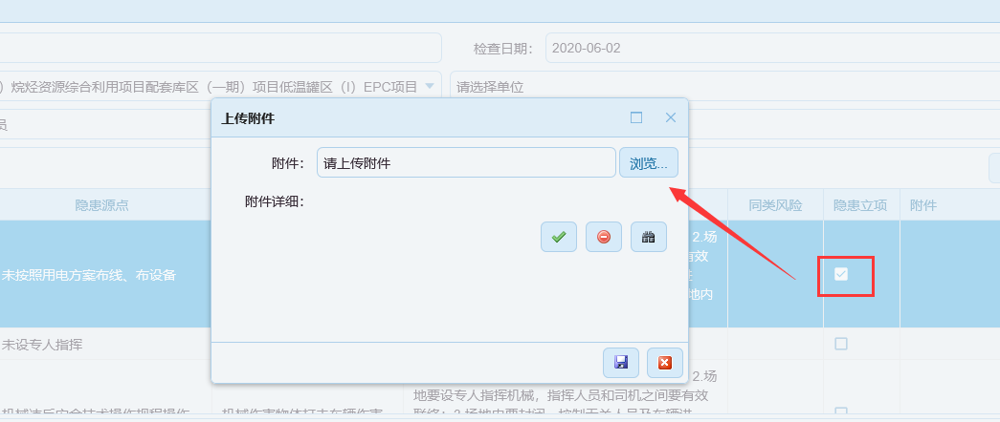 检查日期： 2020-06-02
）烷烃资源综合利用项目配套库区（一期）项目低温罐区（I）EPC项目 请选择单位
员
上传附件
附件： 请上传附件 浏览...
附件详细：
隐患源点 同类风险 隐患立项 附件
2.场
有效
未按照用电方案布线、布设备
地内
未设专人指挥
2.场
地要设专人指挥机械，指挥人员和司机之间要有效